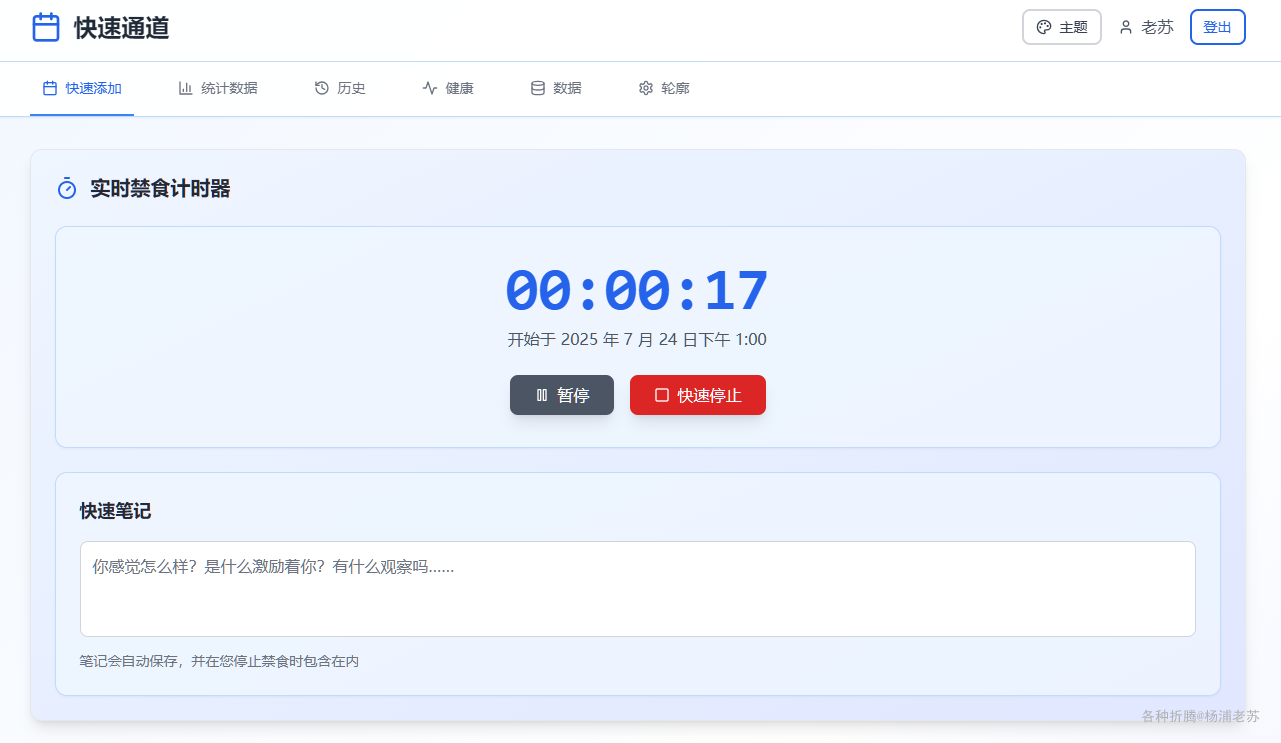 快速通道
主题
老苏
登出
快速添加
统计数据
历史
健康
数据
轮廓
实时禁食计时器
00:00:17
开始于 2025 年 7 月 24 日下午 1:00
暂停
快速停止
快速笔记
你感觉怎么样？是什么激励着你？有什么观察吗……
笔记会自动保存，并在您停止禁食时包含在内
各种折腾@杨浦老苏